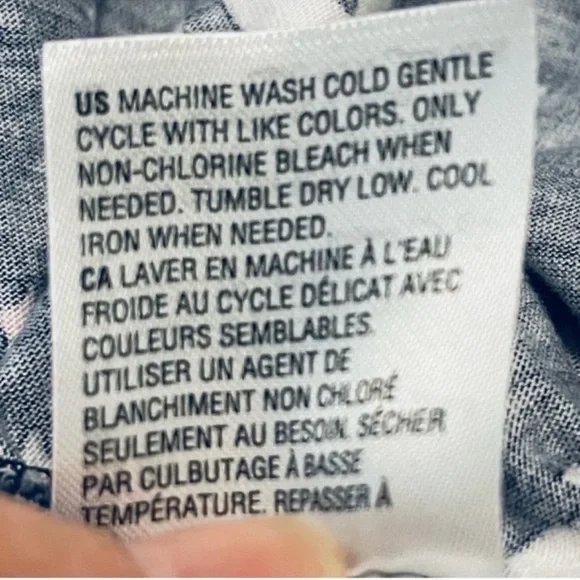 US MACHINE WASH COLD GENTLE
CYCLE WITH LIKE COLORS. ONLY
NON-CHLORINE BLEACH WHEN
NEEDED. TUMBLE DRY LOW. COOL
IRON WHEN NEEDED.
CA LAVER EN MACHINE À L'EAU
FROIDE AU CYCLE DÉLICAT AVEC
COULEURS SEMBLABLES.
UTILISER UN AGENT DE
BLANCHIMENT NON CHLORÉ
SEULEMENT AU BESOIN. SÉCHER
PAR CULBUTAGE À BASSE
TEMPÉRATURE. REPASSER À